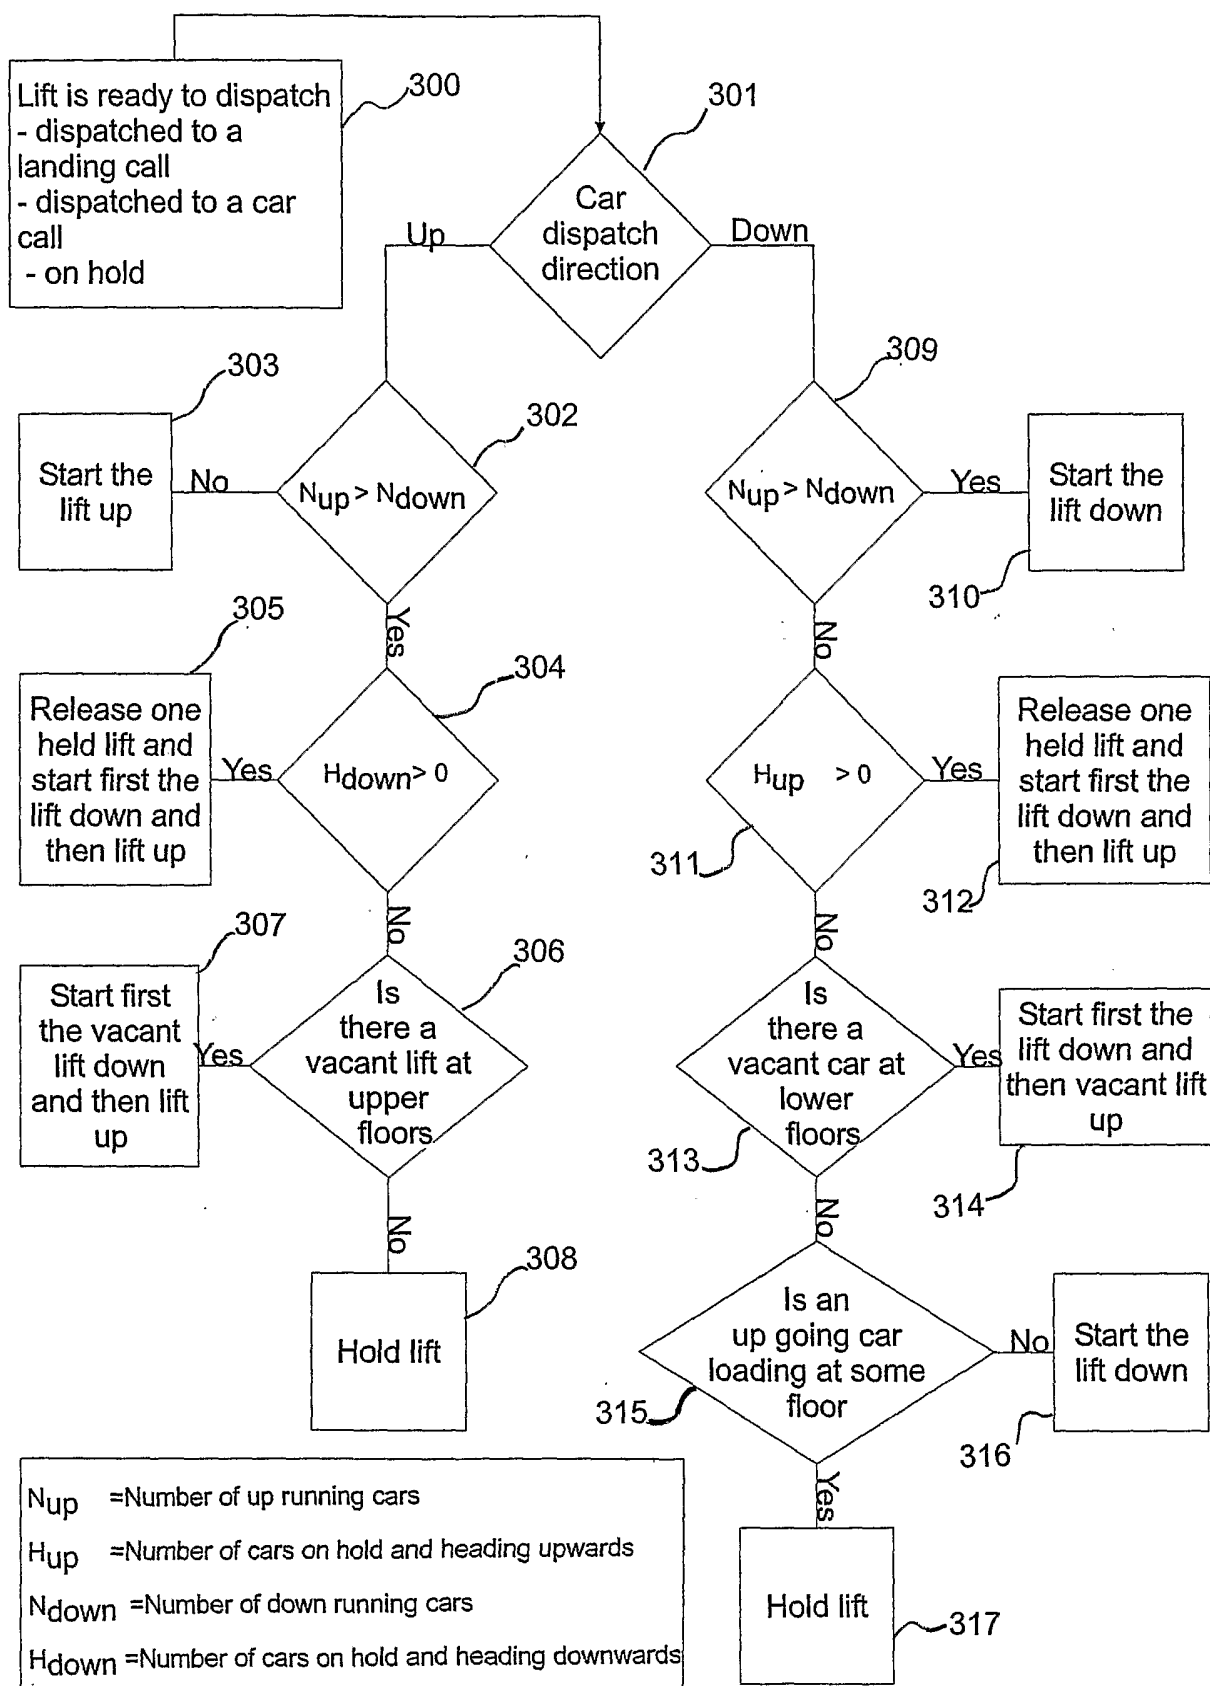 Lift is ready to dispatch
- dispatched to a
landing call
- dispatched to a car
call
- on hold
300
301
Car
dispatch
direction
Up
Down
303
Start the
lift up
No
302
Nup > Ndown
309
Nup > Ndown
Yes
Start the
lift down
310
Yes
No
305
Release one
held lift and
start first the
lift down and
then lift up
Yes
304
Hdown > 0
Hup > 0
311
Yes
Release one
held lift and
start first the
lift down and
then lift up
312
No
No
307
Start first
the vacant
lift down
and then lift
up
Yes
306
Is
there a
vacant lift at
upper
floors
Is
there a
vacant car at
lower
floors
313
Yes
Start first the
lift down and
then vacant lift
up
314
No
No
308
Hold lift
Is an
up going car
loading at some
floor
315
No
Start the
lift down
316
Yes
Hold lift
317
Nup =Number of up running cars
Hup =Number of cars on hold and heading upwards
Ndown =Number of down running cars
Hdown =Number of cars on hold and heading downwards